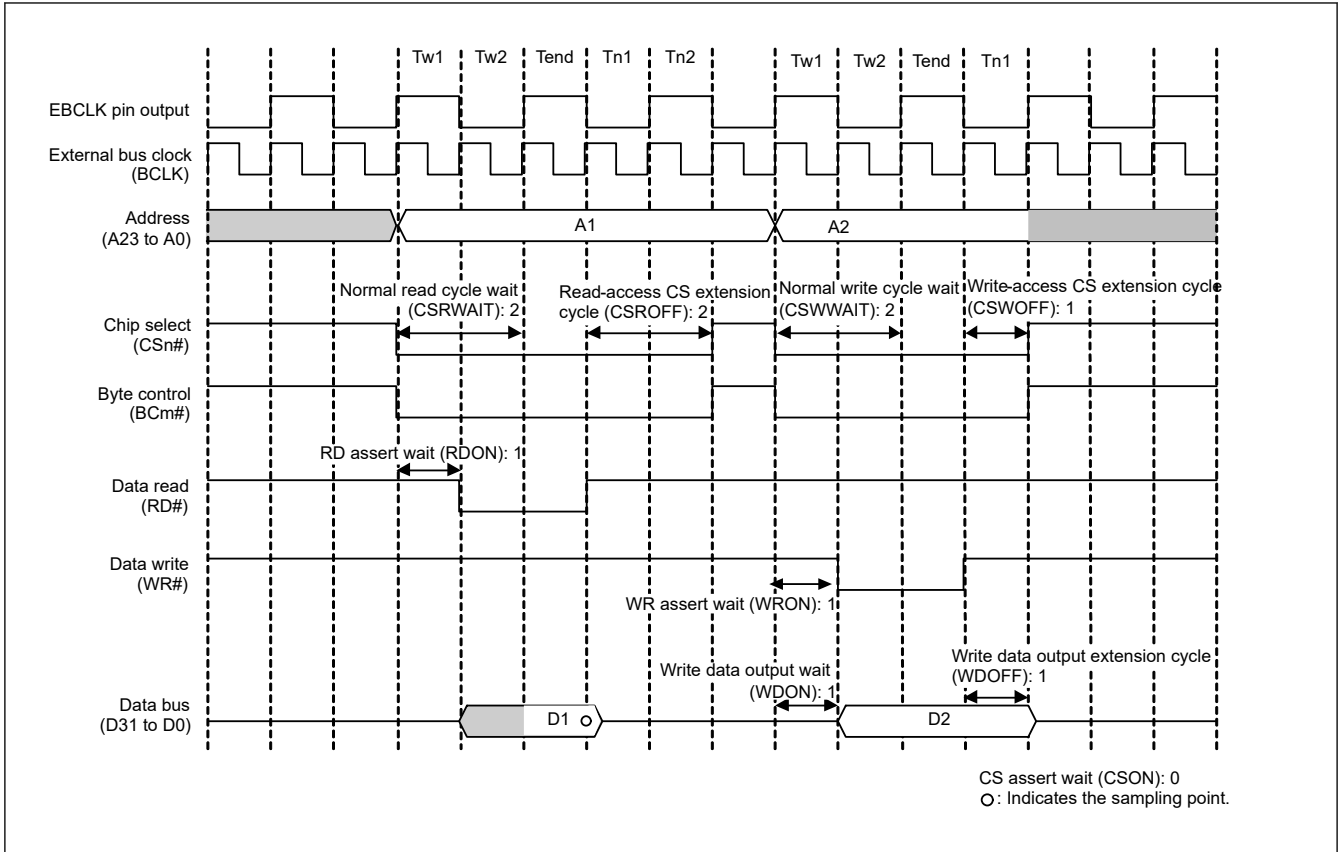 Tw1 Tw2 Tend Tn1 Tn2 Tw1 Tw2 Tend Tn1
EBCLK pin output
External bus clock
(BCLK)
Address
(A23 to A0)
A1 A2
Normal read cycle wait
(CSRWAIT): 2
Read-access CS extension
cycle (CSROFF): 2
Normal write cycle wait
(CSWWAIT): 2
Write-access CS extension cycle
(CSWOFF): 1
Chip select
(CSn#)
Byte control
(BCm#)
RD assert wait (RDON): 1
Data read
(RD#)
Data write
(WR#)
WR assert wait (WRON): 1
Write data output wait
(WDON): 1
Write data output extension cycle
(WDOFF): 1
Data bus
(D31 to D0)
D1 D2
CS assert wait (CSON): 0
: Indicates the sampling point.